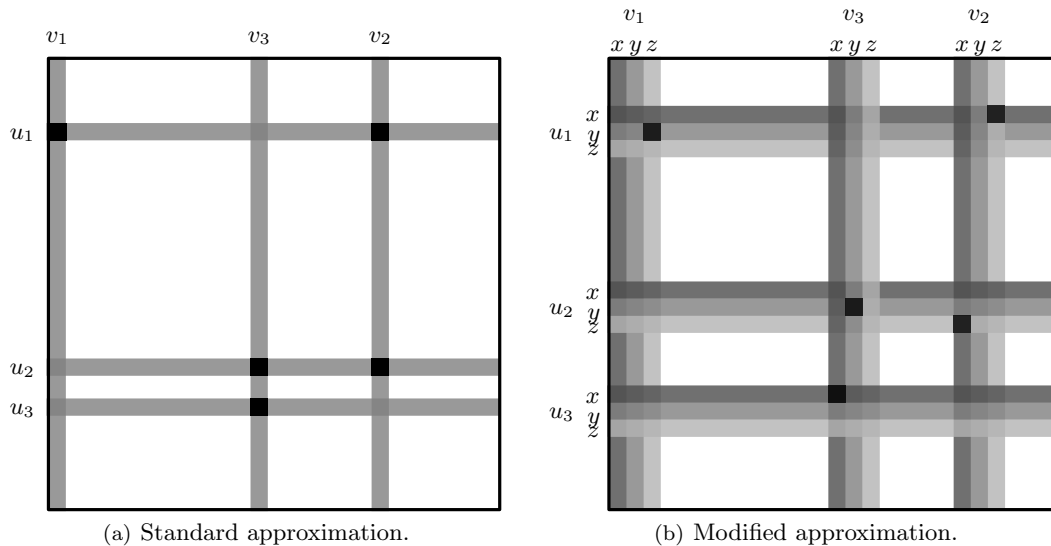 v₁ v₃ v₂
u₁
u₂
u₃
(a) Standard approximation.
v₁ v₃ v₂
x y z x y z x y z
x
u₁ y
z
x
u₂ y
z
x
u₃ y
z
(b) Modified approximation.